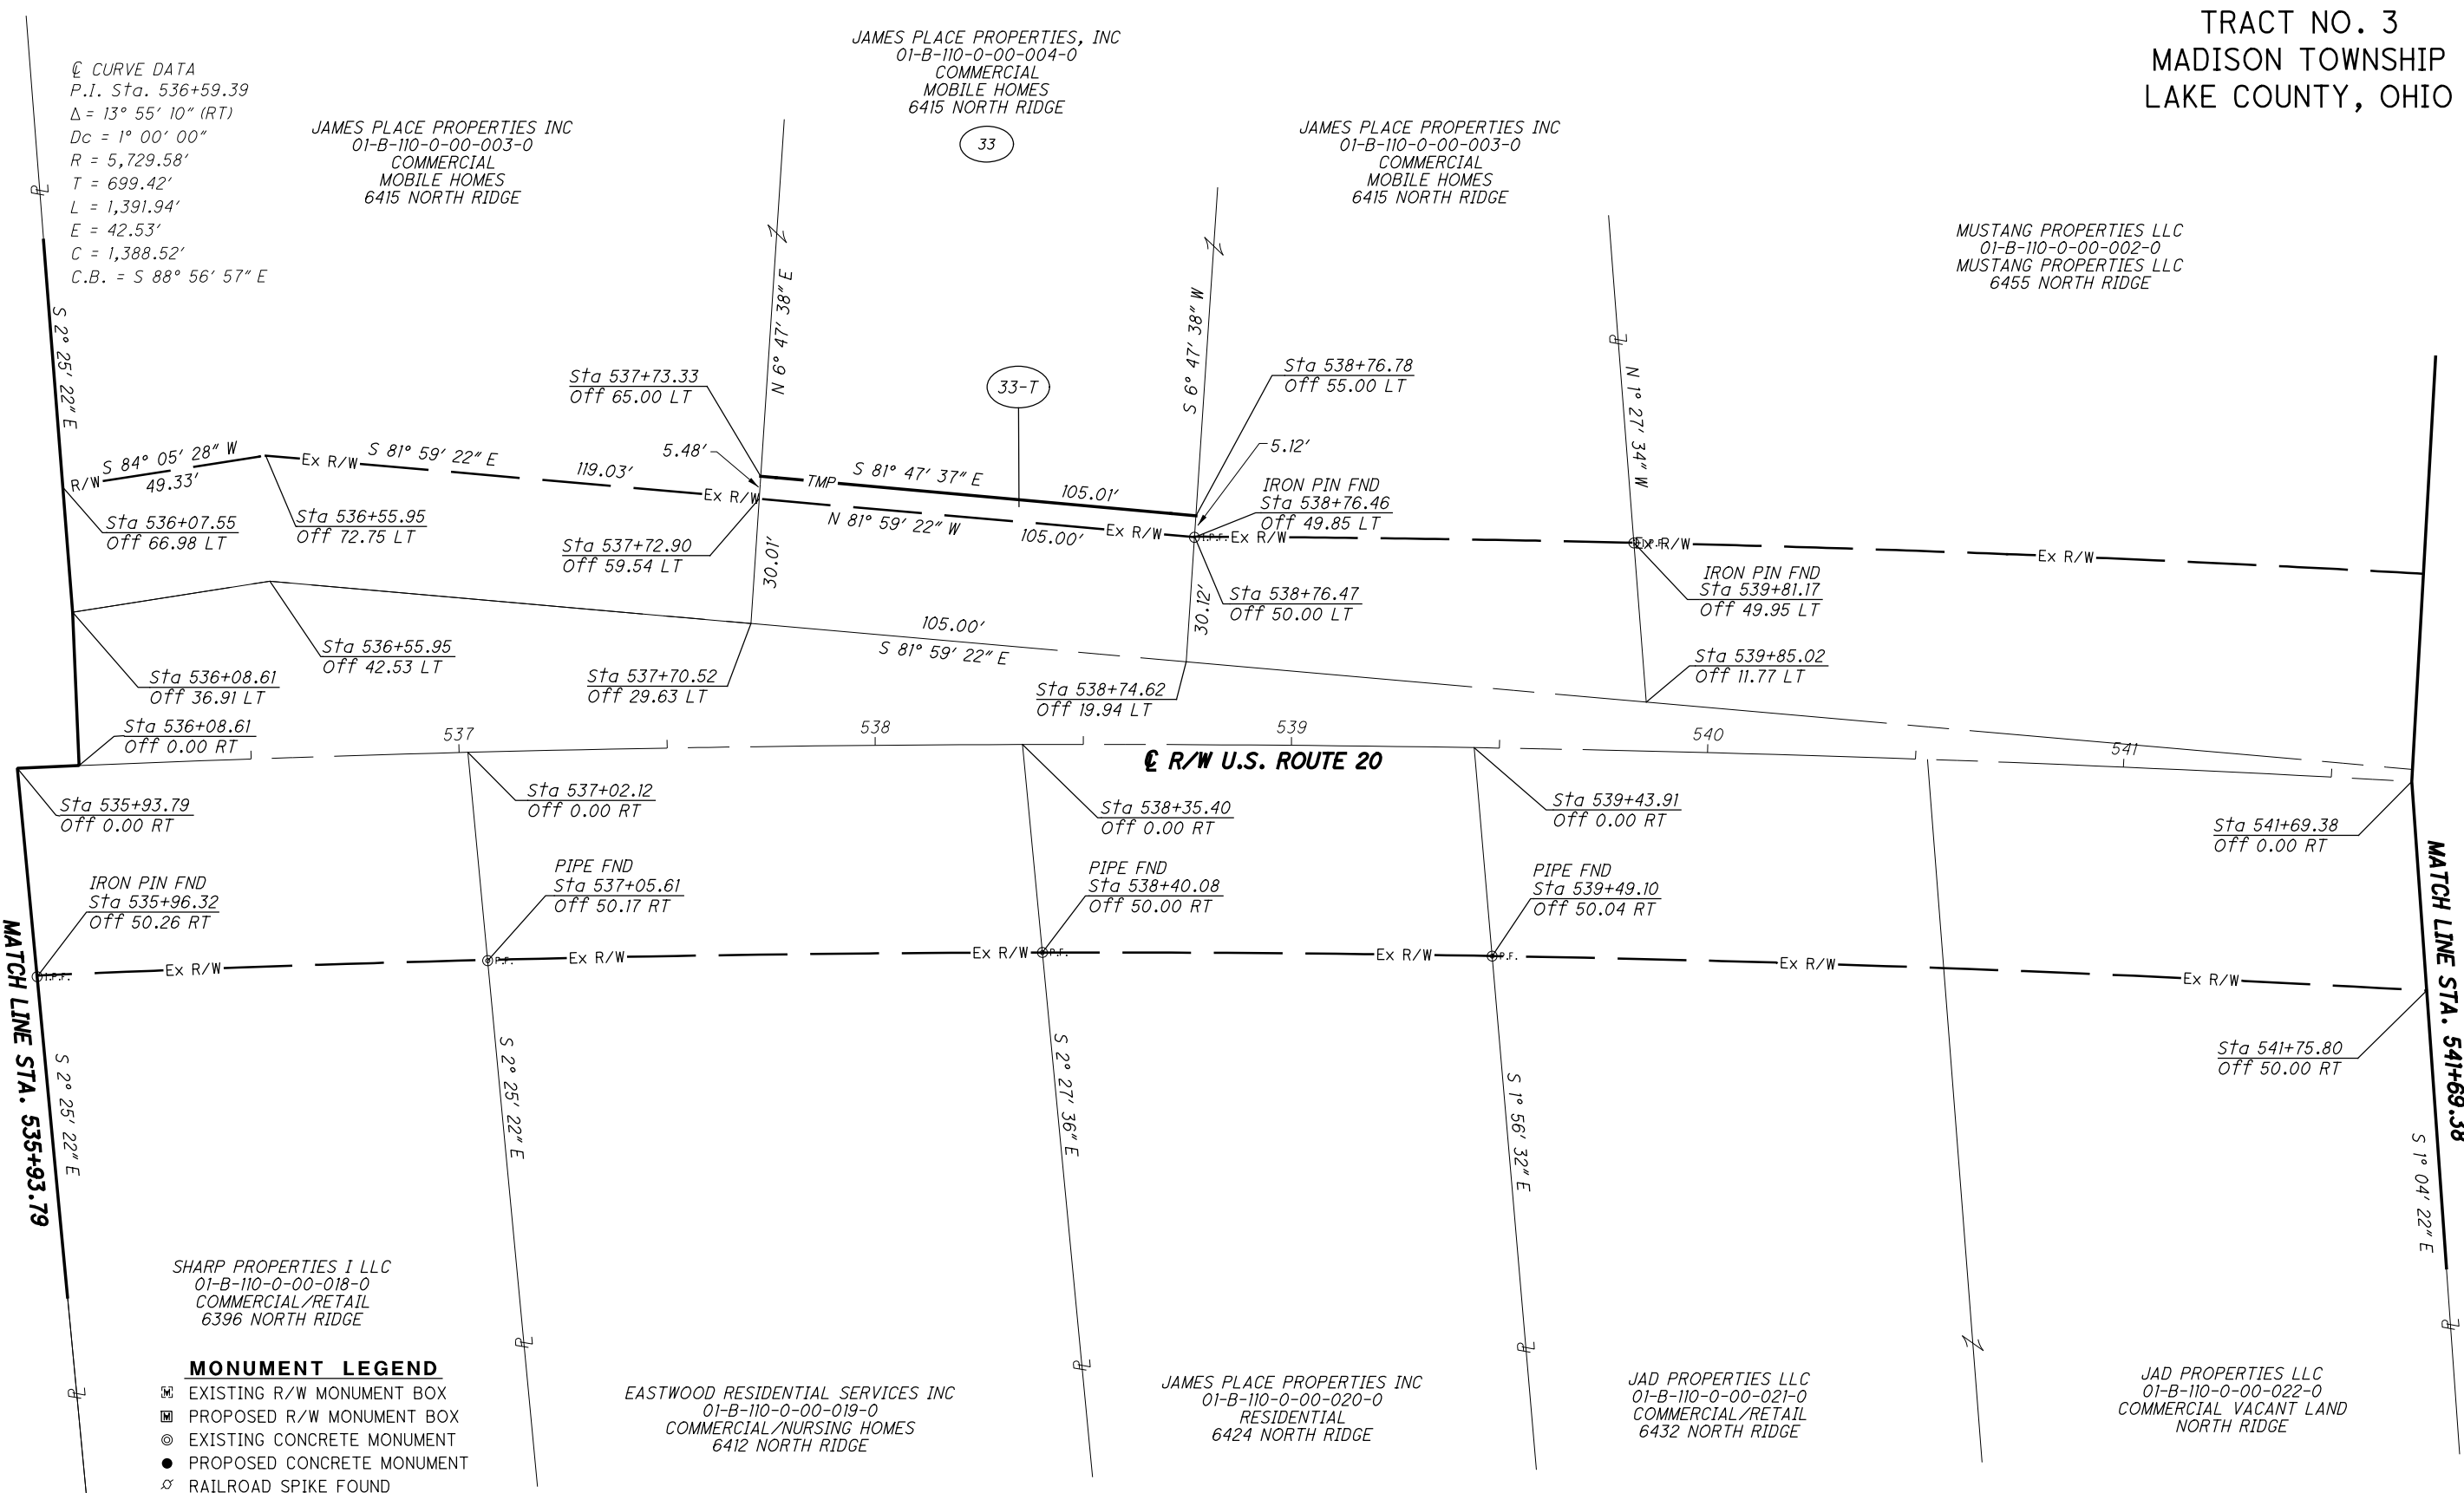 TRACT NO. 3
MADISON TOWNSHIP
LAKE COUNTY, OHIO
℄ CURVE DATA
P.I. Sta. 536+59.39
Δ = 13° 55' 10" (RT)
Dc = 1° 00' 00"
R = 5,729.58'
T = 699.42'
L = 1,391.94'
E = 42.53'
C = 1,388.52'
C.B. = S 88° 56' 57" E
JAMES PLACE PROPERTIES INC
01-B-110-0-00-003-0
COMMERCIAL
MOBILE HOMES
6415 NORTH RIDGE
JAMES PLACE PROPERTIES, INC
01-B-110-0-00-004-0
COMMERCIAL
MOBILE HOMES
6415 NORTH RIDGE
33
JAMES PLACE PROPERTIES INC
01-B-110-0-00-003-0
COMMERCIAL
MOBILE HOMES
6415 NORTH RIDGE
MUSTANG PROPERTIES LLC
01-B-110-0-00-002-0
MUSTANG PROPERTIES LLC
6455 NORTH RIDGE
PL
S 2° 25' 22" E
N 6° 47' 38" E
S 6° 47' 38" W
PL
N 1° 27' 34" W
Sta 537+73.33
Off 65.00 LT
33-T
Sta 538+76.78
Off 55.00 LT
5.48'
5.12'
S 84° 05' 28" W
49.33'
R/W
Ex R/W
S 81° 59' 22" E
119.03'
Ex R/W
TMP
S 81° 47' 37" E
105.01'
N 81° 59' 22" W
105.00'
Ex R/W
I.P.F.
Ex R/W
IRON PIN FND
Sta 538+76.46
Off 49.85 LT
Ex R/W
I.P.F.
Ex R/W
Sta 536+07.55
Off 66.98 LT
Sta 536+55.95
Off 72.75 LT
Sta 537+72.90
Off 59.54 LT
30.01'
30.12'
Sta 538+76.47
Off 50.00 LT
IRON PIN FND
Sta 539+81.17
Off 49.95 LT
105.00'
S 81° 59' 22" E
Sta 536+55.95
Off 42.53 LT
Sta 536+08.61
Off 36.91 LT
Sta 537+70.52
Off 29.63 LT
Sta 538+74.62
Off 19.94 LT
Sta 539+85.02
Off 11.77 LT
Sta 536+08.61
Off 0.00 RT
537
538
539
540
541
℄ R/W U.S. ROUTE 20
Sta 535+93.79
Off 0.00 RT
Sta 537+02.12
Off 0.00 RT
Sta 538+35.40
Off 0.00 RT
Sta 539+43.91
Off 0.00 RT
Sta 541+69.38
Off 0.00 RT
IRON PIN FND
Sta 535+96.32
Off 50.26 RT
PIPE FND
Sta 537+05.61
Off 50.17 RT
PIPE FND
Sta 538+40.08
Off 50.00 RT
PIPE FND
Sta 539+49.10
Off 50.04 RT
I.P.F.
Ex R/W
P.F.
Ex R/W
Ex R/W
P.F.
Ex R/W
P.F.
Ex R/W
Ex R/W
Sta 541+75.80
Off 50.00 RT
MATCH LINE STA. 535+93.79
S 2° 25' 22" E
S 2° 25' 22" E
S 2° 27' 36" E
S 1° 56' 32" E
S 1° 04' 22" E
MATCH LINE STA. 541+69.38
SHARP PROPERTIES I LLC
01-B-110-0-00-018-0
COMMERCIAL/RETAIL
6396 NORTH RIDGE
PL
PL
PL
PL
PL
EASTWOOD RESIDENTIAL SERVICES INC
01-B-110-0-00-019-0
COMMERCIAL/NURSING HOMES
6412 NORTH RIDGE
JAMES PLACE PROPERTIES INC
01-B-110-0-00-020-0
RESIDENTIAL
6424 NORTH RIDGE
JAD PROPERTIES LLC
01-B-110-0-00-021-0
COMMERCIAL/RETAIL
6432 NORTH RIDGE
JAD PROPERTIES LLC
01-B-110-0-00-022-0
COMMERCIAL VACANT LAND
NORTH RIDGE
MONUMENT LEGEND
EXISTING R/W MONUMENT BOX
PROPOSED R/W MONUMENT BOX
EXISTING CONCRETE MONUMENT
PROPOSED CONCRETE MONUMENT
RAILROAD SPIKE FOUND